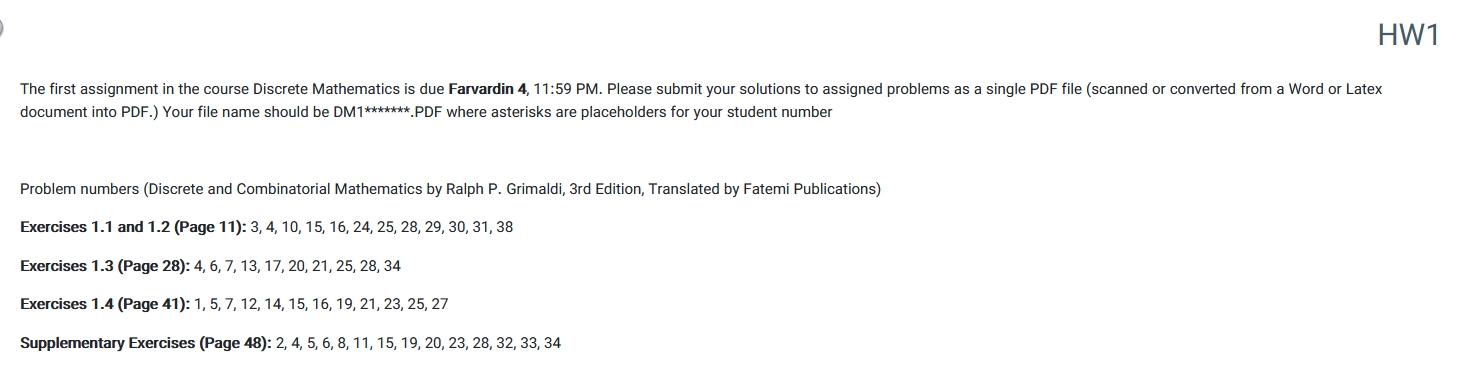 HW1
The first assignment in the course Discrete Mathematics is due Farvardin 4, 11:59 PM. Please submit your solutions to assigned problems as a single PDF file (scanned or converted from a Word or Latex
document into PDF.) Your file name should be DM1*******.PDF where asterisks are placeholders for your student number
Problem numbers (Discrete and Combinatorial Mathematics by Ralph P. Grimaldi, 3rd Edition, Translated by Fatemi Publications)
Exercises 1.1 and 1.2 (Page 11): 3, 4, 10, 15, 16, 24, 25, 28, 29, 30, 31, 38
Exercises 1.3 (Page 28): 4, 6, 7, 13, 17, 20, 21, 25, 28, 34
Exercises 1.4 (Page 41): 1, 5, 7, 12, 14, 15, 16, 19, 21, 23, 25, 27
Supplementary Exercises (Page 48): 2, 4, 5, 6, 8, 11, 15, 19, 20, 23, 28, 32, 33, 34